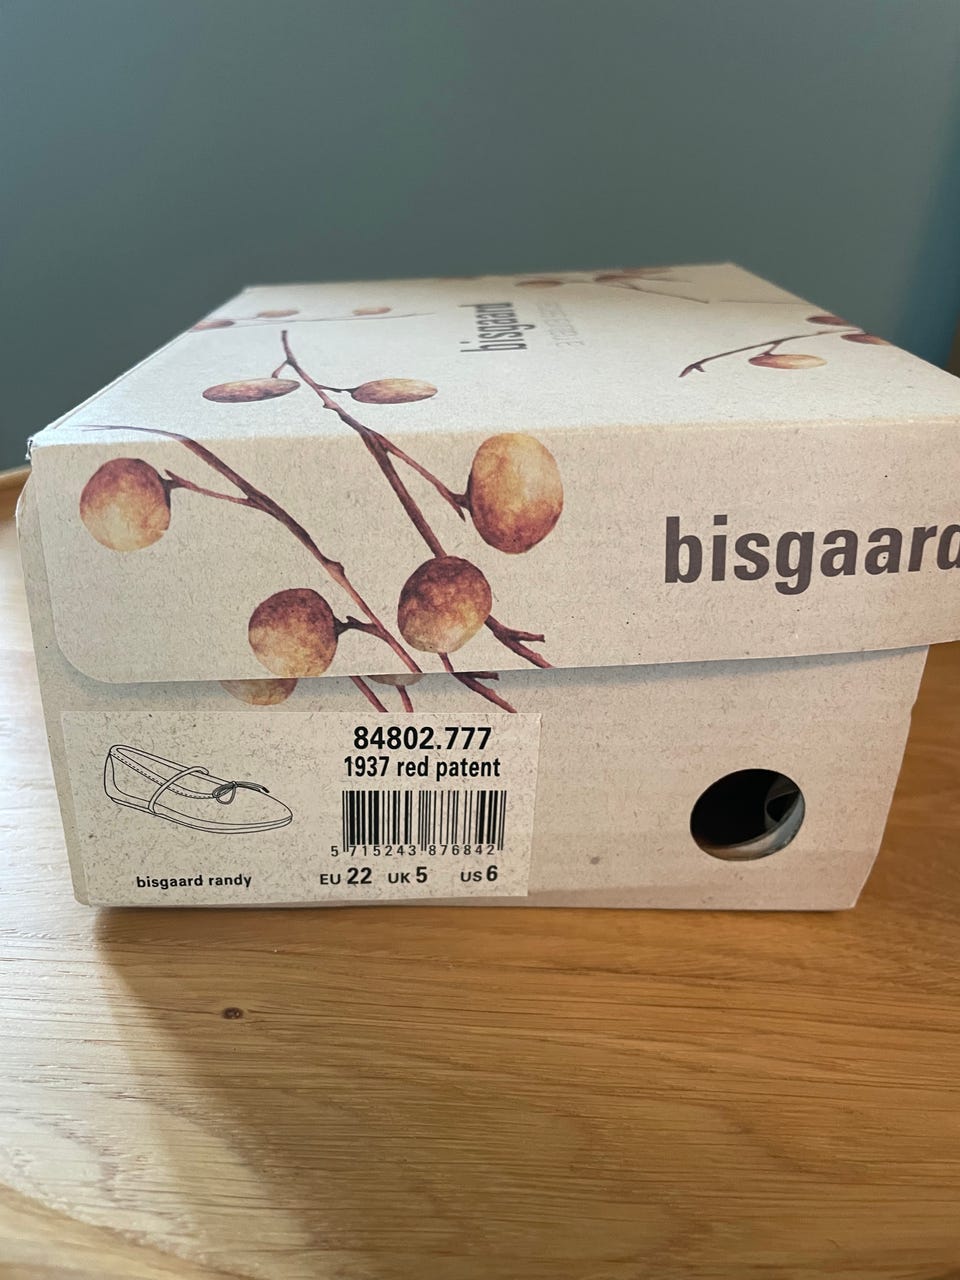 bisgaard
bisgaard
84802.777
1937 red patent
5 715243 876842
bisgaard randy
EU 22 UK 5 US 6